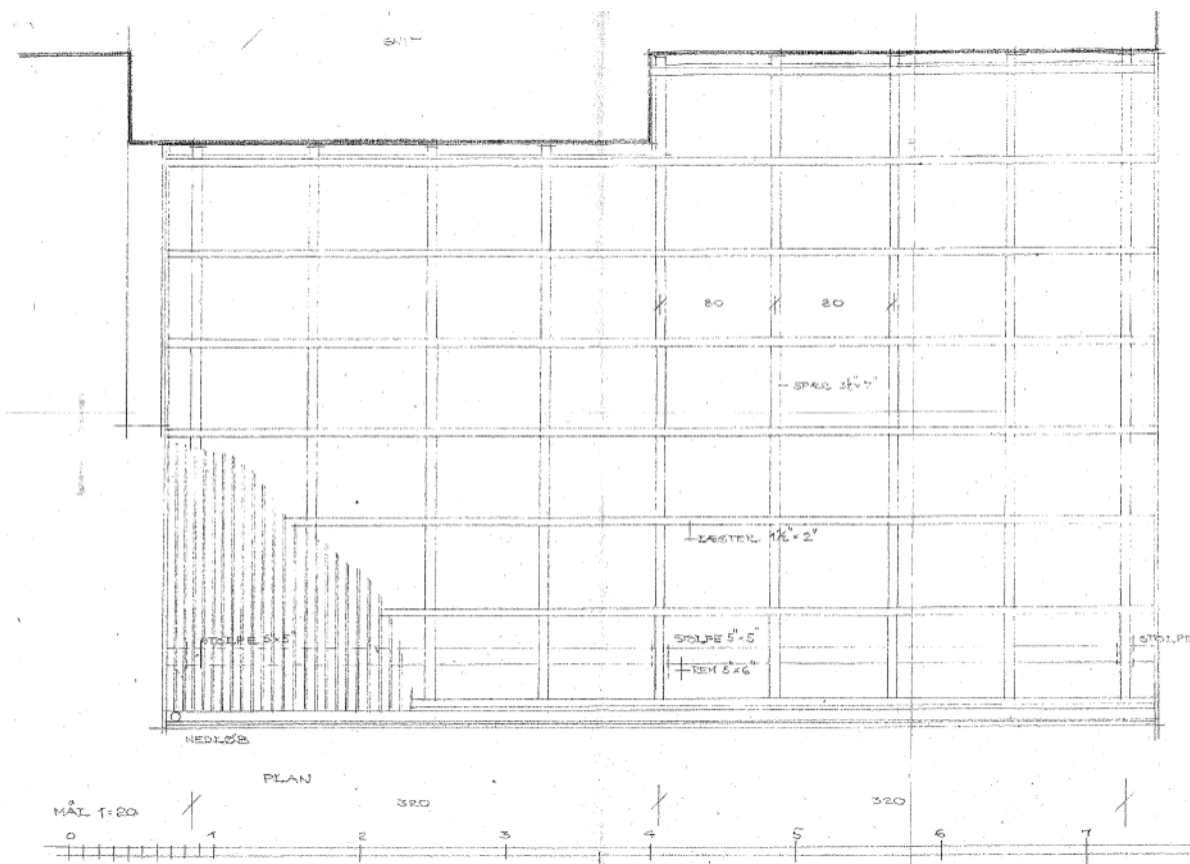 SNIT
80 80
SPÆR 3½"×7"
LÆGTER 1½"×2"
STOLPE 5"×5" STOLPE 5"×5" STOLPE
REM 5"×6"
NEDLØB
PLAN
320 320
MÅL 1=20
0 1 2 3 4 5 6 7